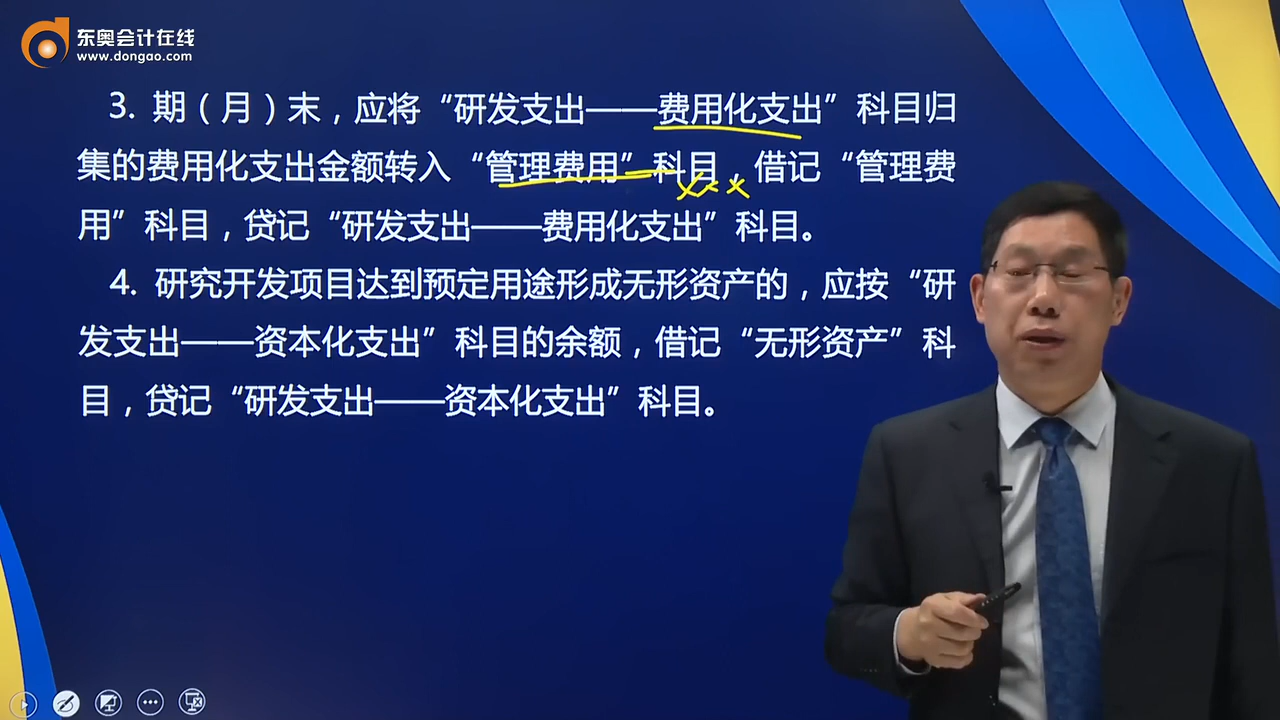 东奥会计在线
www.dongao.com
3. 期（月）末，应将“研发支出——费用化支出”科目归
集的费用化支出金额转入“管理费用”科目，借记“管理费
用”科目，贷记“研发支出——费用化支出”科目。
4. 研究开发项目达到预定用途形成无形资产的，应按“研
发支出——资本化支出”科目的余额，借记“无形资产”科
目，贷记“研发支出——资本化支出”科目。